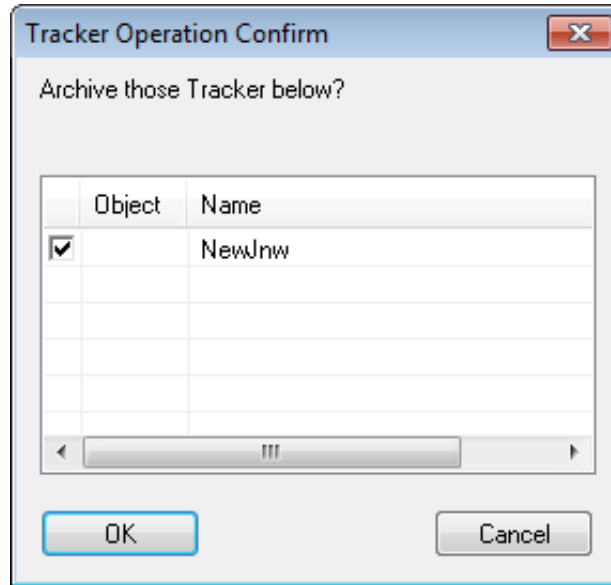 Tracker Operation Confirm
Archive those Tracker below?
Object Name
NewJnw
OK Cancel